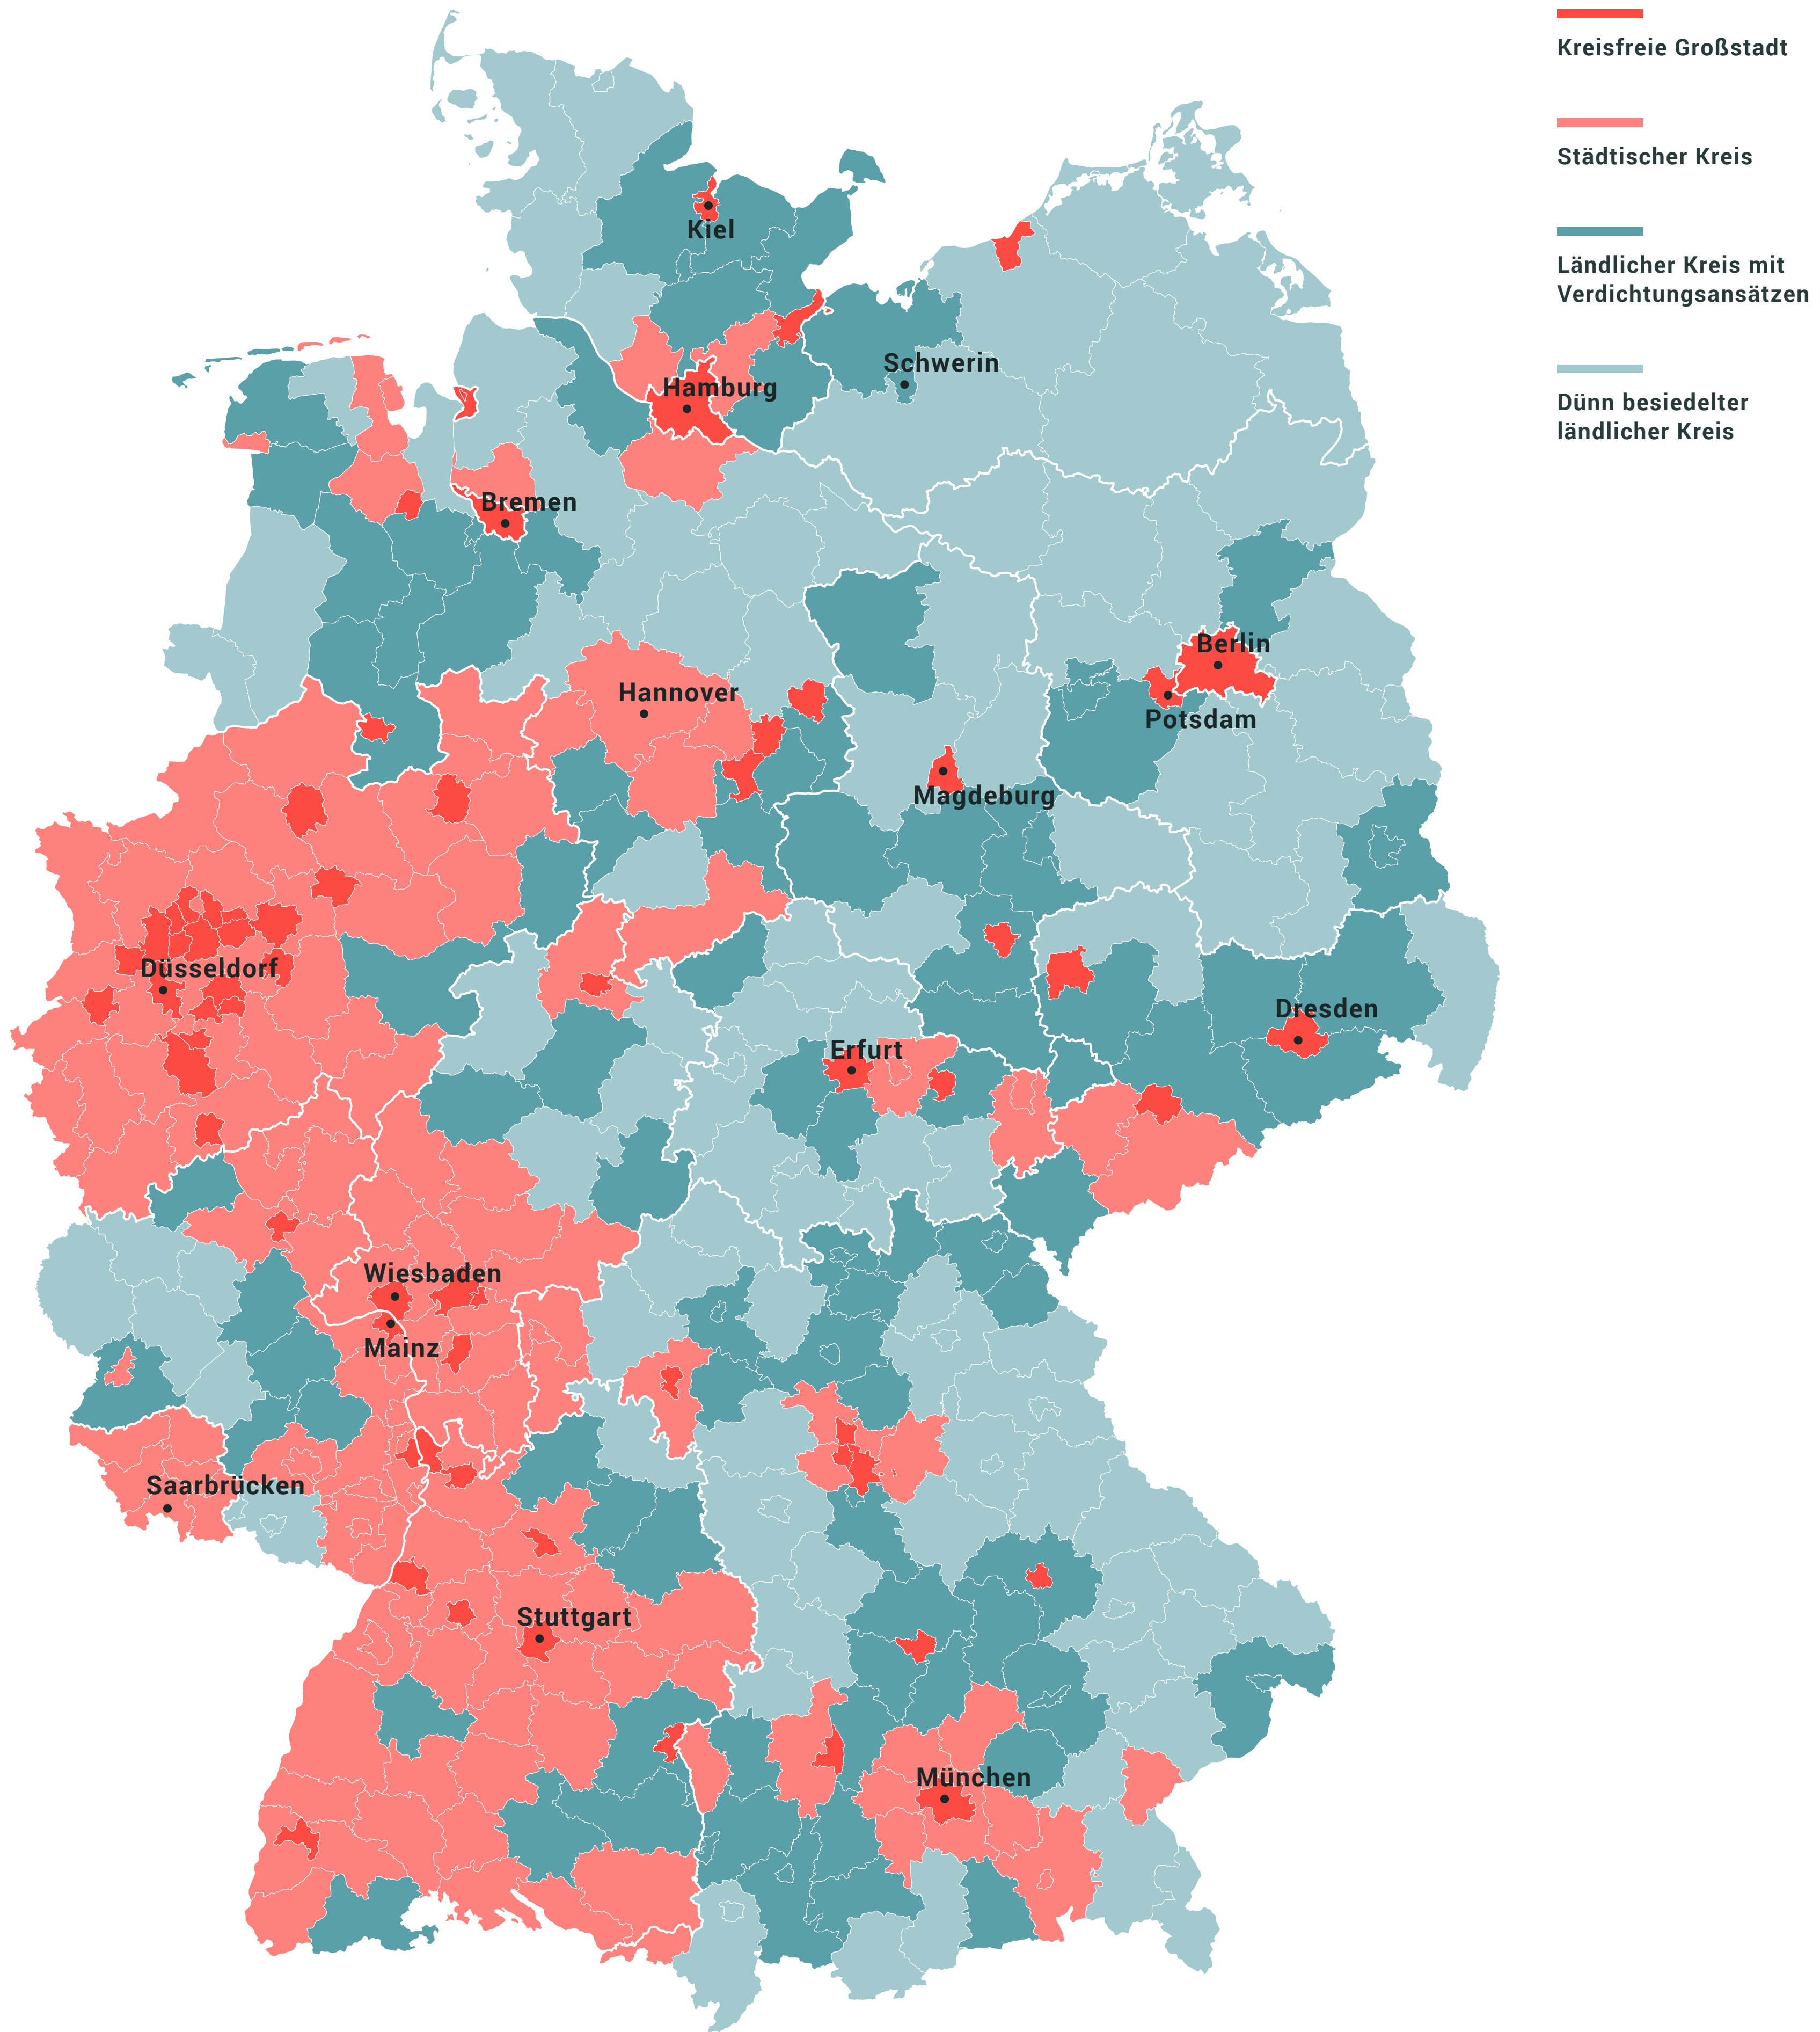 Kreisfreie Großstadt
Städtischer Kreis
Ländlicher Kreis mit
Verdichtungsansätzen
Dünn besiedelter
ländlicher Kreis
Kiel
Schwerin
Hamburg
Bremen
Berlin
Hannover
Potsdam
Magdeburg
Düsseldorf
Dresden
Erfurt
Wiesbaden
Mainz
Saarbrücken
Stuttgart
München